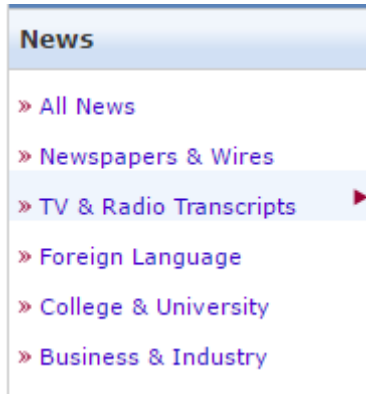 News
» All News
» Newspapers & Wires
» TV & Radio Transcripts
» Foreign Language
» College & University
» Business & Industry